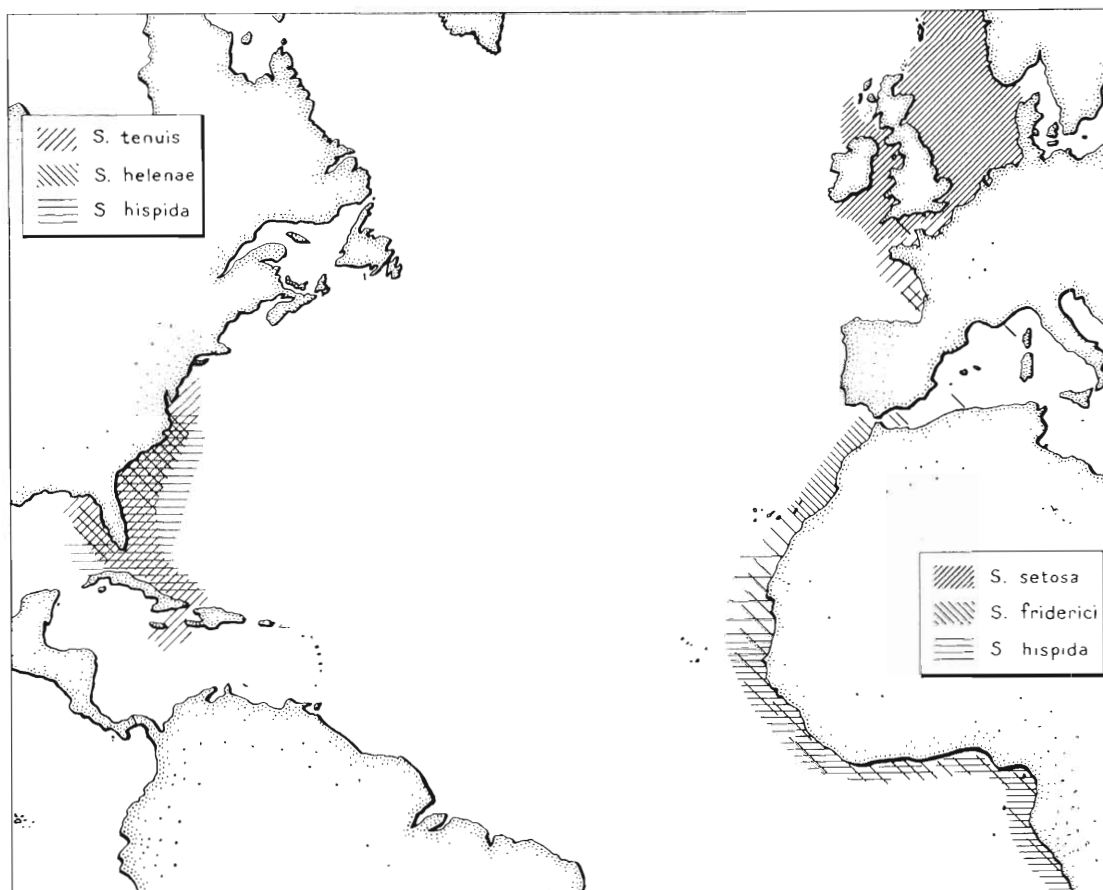 S. tenuis
S. helenae
S hispida
S. setosa
S. friderici
S hispida